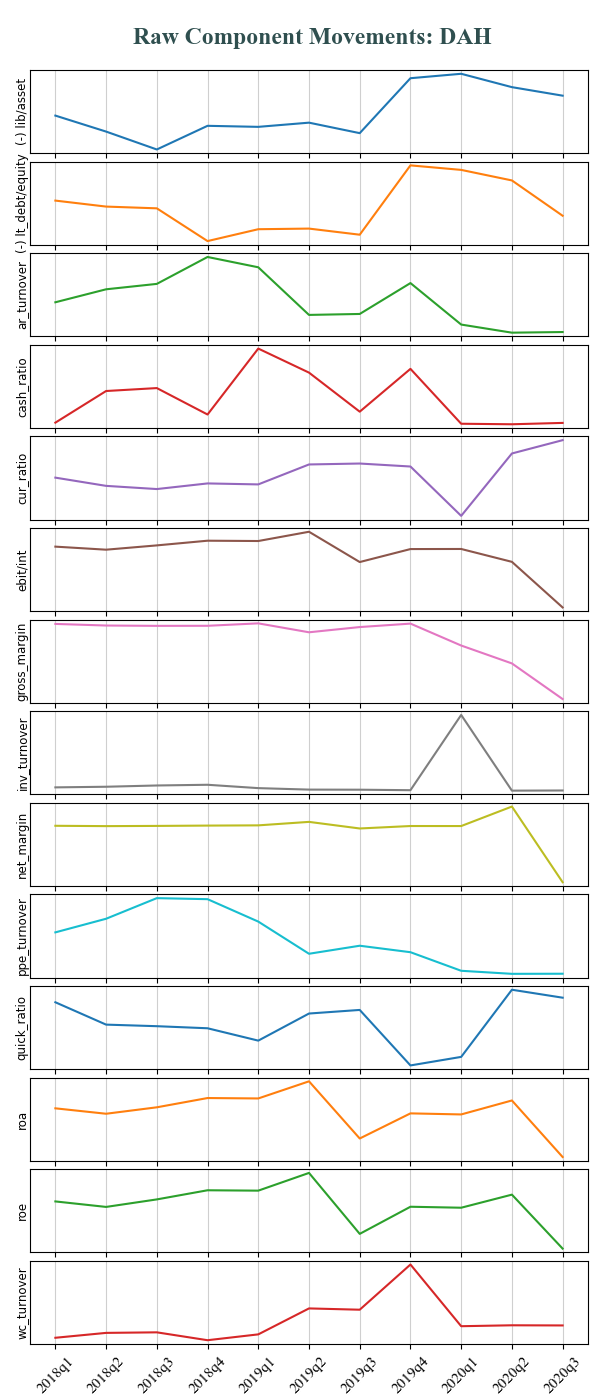 Raw Component Movements: DAH
(-) lib/asset
(-) lt_debt/equity
ar_turnover
cash_ratio
cur_ratio
ebit/int
gross_margin
inv_turnover
net_margin
ppe_turnover
quick_ratio
roa
roe
wc_turnover
2018q1 2018q2 2018q3 2018q4 2019q1 2019q2 2019q3 2019q4 2020q1 2020q2 2020q3